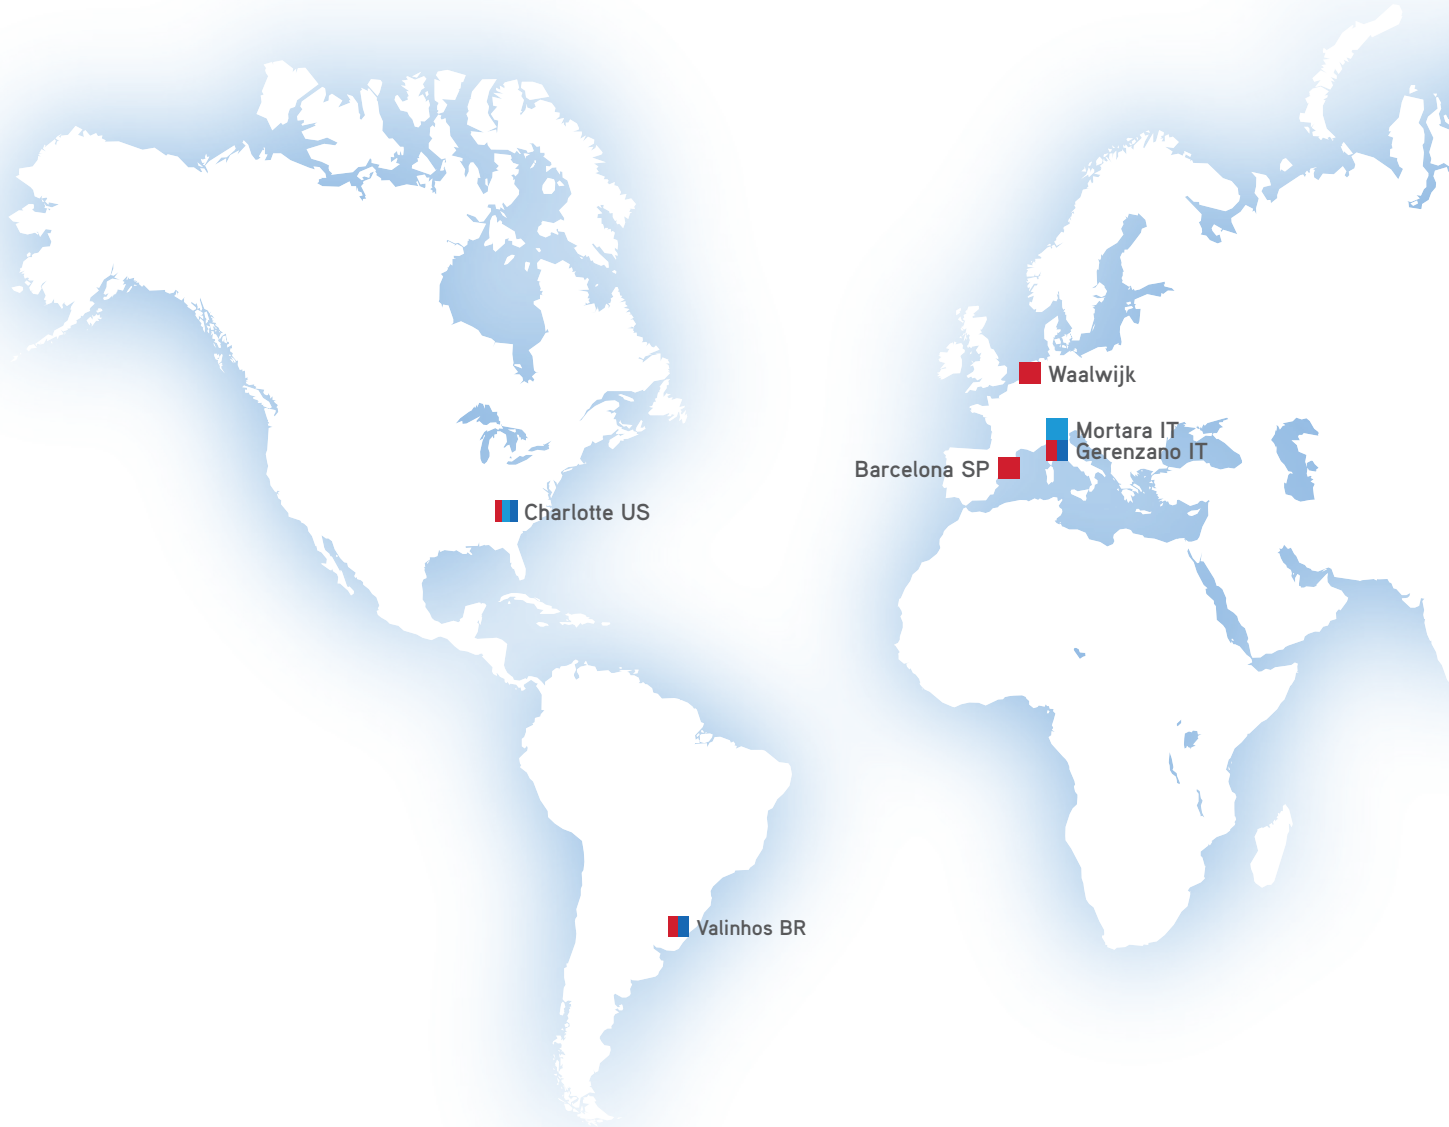 Waalwijk
Mortara IT
Gerenzano IT
Barcelona SP
Charlotte US
Valinhos BR